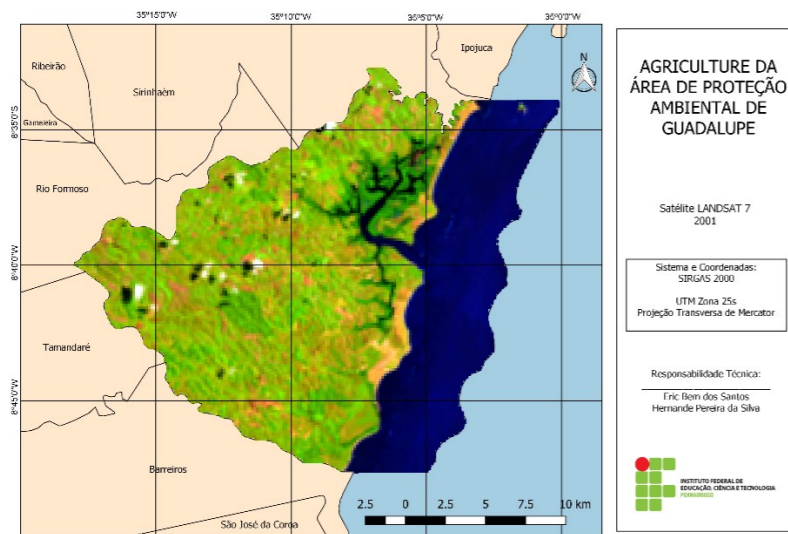 35°15'0"W
35°10'0"W
35°5'0"W
35°0'0"W
Ipojuca
Ribeirão
Sirinhaém
N
Gameleira
8°35'0"S
Rio Formoso
8°40'0"W
Tamandaré
8°45'0"W
Barreiros
São José da Coroa
2.5 0 2.5 5 7.5 10 km
AGRICULTURE DA
ÁREA DE PROTEÇÃO
AMBIENTAL DE
GUADALUPE
Satélite LANDSAT 7
2001
Sistema e Coordenadas:
SIRGAS 2000
UTM Zona 25s
Projeção Transversa de Mercator
Responsabilidade Técnica:
Eric Bem dos Santos
Hernande Pereira da Silva
INSTITUTO FEDERAL DE
EDUCAÇÃO, CIÊNCIA E TECNOLOGIA
PERNAMBUCO